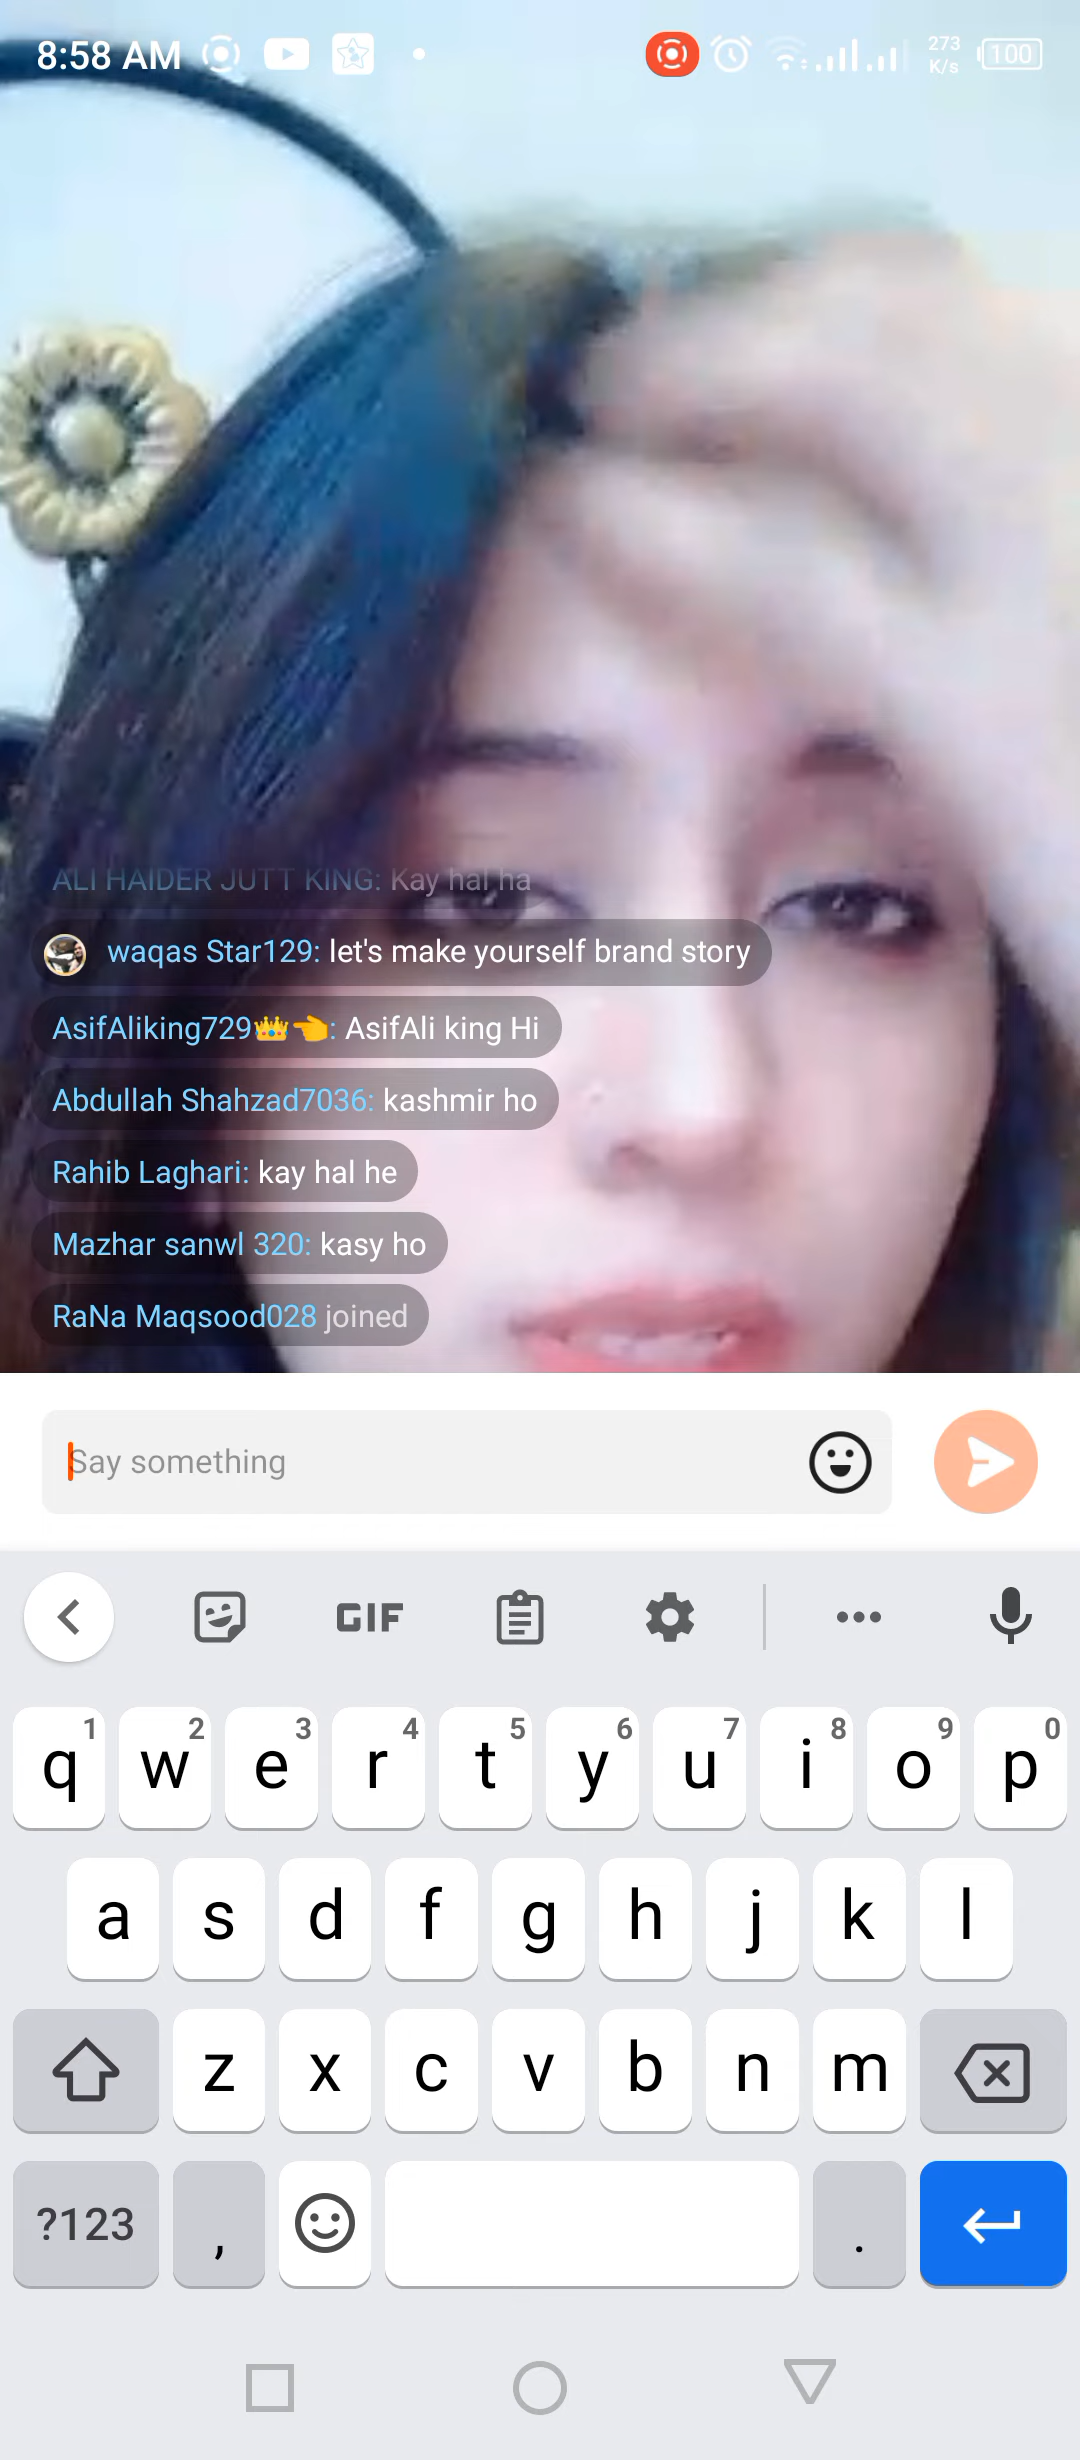 8:58 AM
273
K/s
100
ALI HAIDER JUTT KING: Kay hal ha
waqas Star129: let's make yourself brand story
AsifAliking729👑👈: AsifAli king Hi
Abdullah Shahzad7036: kashmir ho
Rahib Laghari: kay hal he
Mazhar sanwl 320: kasy ho
RaNa Maqsood028 joined
Say something
GIF
1 2 3 4 5 6 7 8 9 0
q w e r t y u i o p
a s d f g h j k l
z x c v b n m
?123 , .